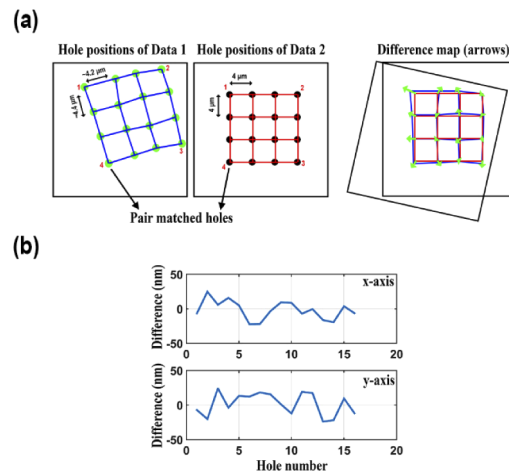 (a)
Hole positions of Data 1
Hole positions of Data 2
Difference map (arrows)
~4.2 μm
~4.4 μm
1
2
3
4
4 μm
4 μm
1
2
3
4
Pair matched holes
(b)
x-axis
Difference (nm)
50
0
-50
0
5
10
15
20
y-axis
Difference (nm)
50
0
-50
0
5
10
15
20
Hole number